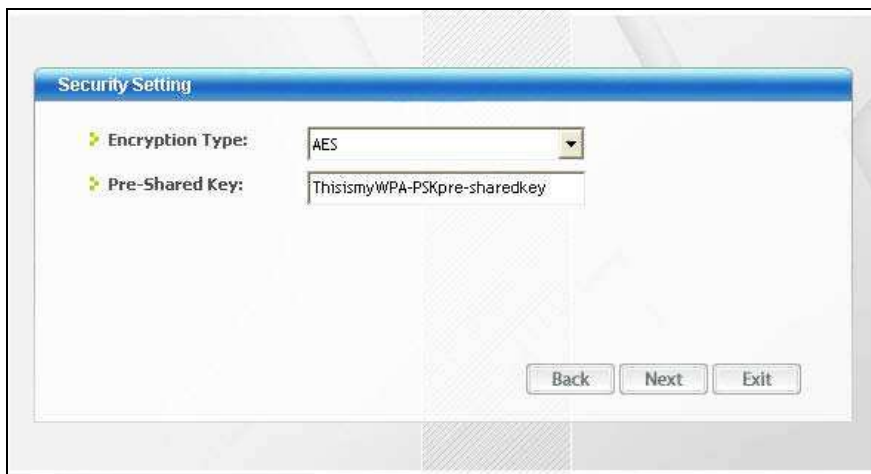 Security Setting
Encryption Type: AES
Pre-Shared Key: ThisismyWPA-PSKpre-sharedkey
Back Next Exit